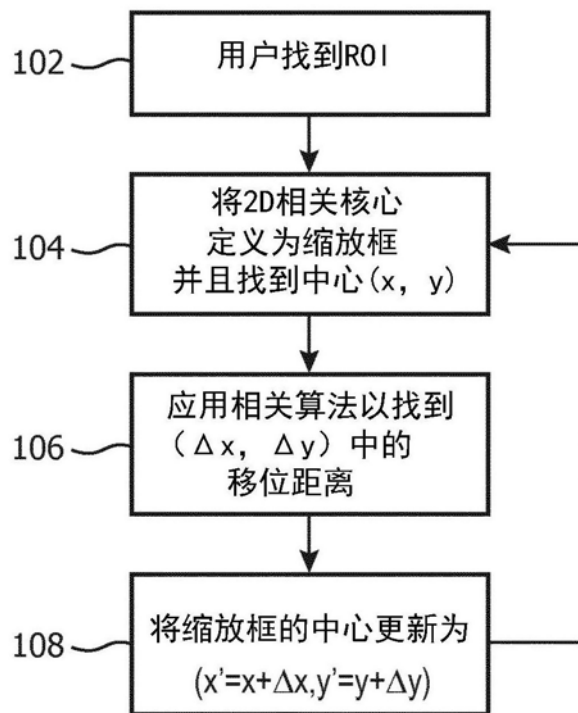 102
用户找到ROI
104
将2D相关核心
定义为缩放框
并且找到中心(x, y)
106
应用相关算法以找到
(Δx, Δy)中的
移位距离
108
将缩放框的中心更新为
(x'=x+Δx,y'=y+Δy)